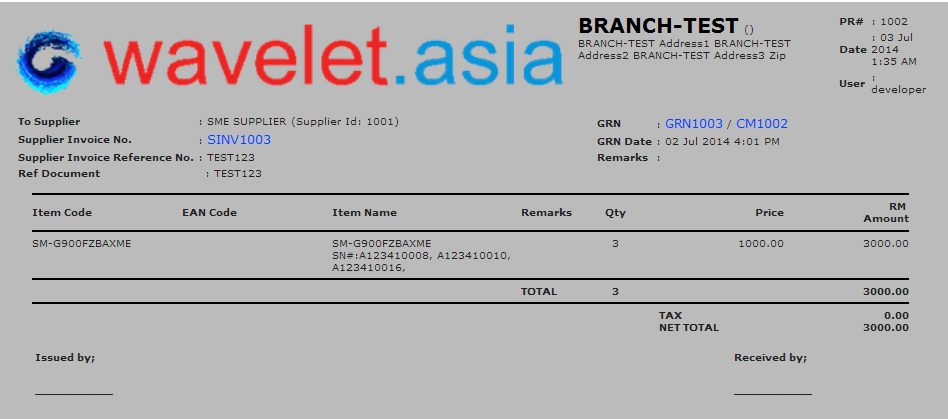 wavelet.asia
BRANCH-TEST ()
BRANCH-TEST Address1 BRANCH-TEST
Address2 BRANCH-TEST Address3 Zip
PR# : 1002
Date : 03 Jul
2014
1:35 AM
User :
developer
To Supplier : SME SUPPLIER (Supplier Id: 1001)
Supplier Invoice No. : SINV1003
Supplier Invoice Reference No. : TEST123
Ref Document : TEST123
GRN : GRN1003 / CM1002
GRN Date : 02 Jul 2014 4:01 PM
Remarks :
Item Code EAN Code Item Name Remarks Qty Price RM Amount
SM-G900FZBAXME SM-G900FZBAXME 3 1000.00 3000.00
SN#:A123410008, A123410010,
A123410016,
TOTAL 3 3000.00
TAX 0.00
NET TOTAL 3000.00
Issued by; Received by;